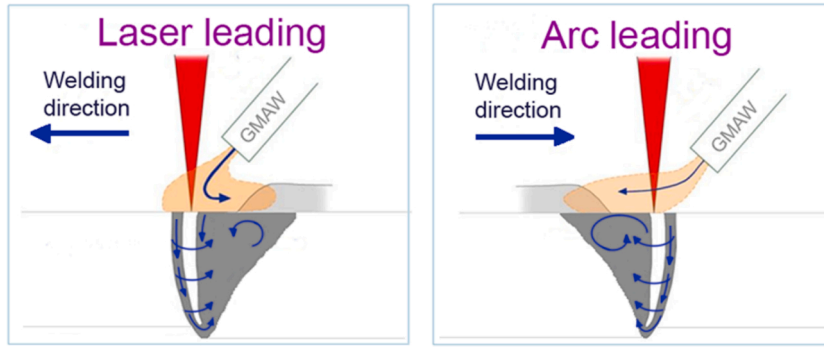 Laser leading
Welding
direction
GMAW
Arc leading
Welding
direction
GMAW